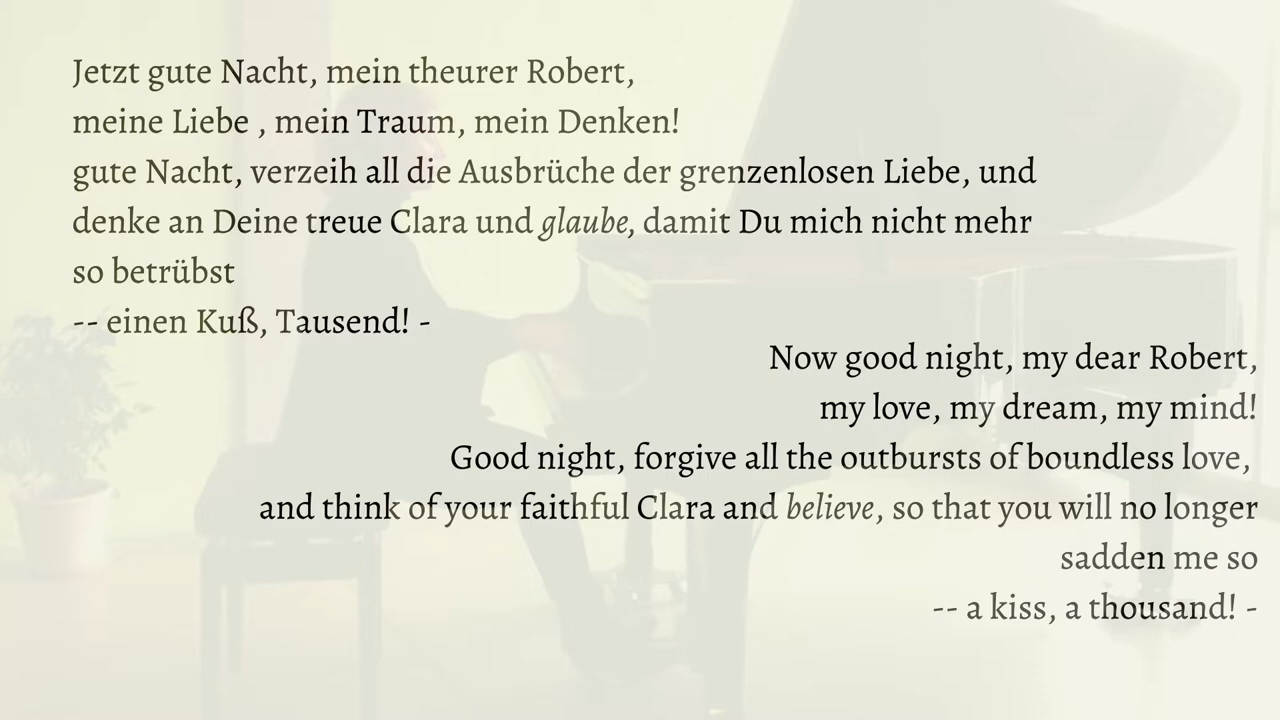 Jetzt gute Nacht, mein theurer Robert,
meine Liebe , mein Traum, mein Denken!
gute Nacht, verzeih all die Ausbrüche der grenzenlosen Liebe, und
denke an Deine treue Clara und glaube, damit Du mich nicht mehr
so betrübst
-- einen Kuß, Tausend! -
Now good night, my dear Robert,
my love, my dream, my mind!
Good night, forgive all the outbursts of boundless love,
and think of your faithful Clara and believe, so that you will no longer
sadden me so
-- a kiss, a thousand! -